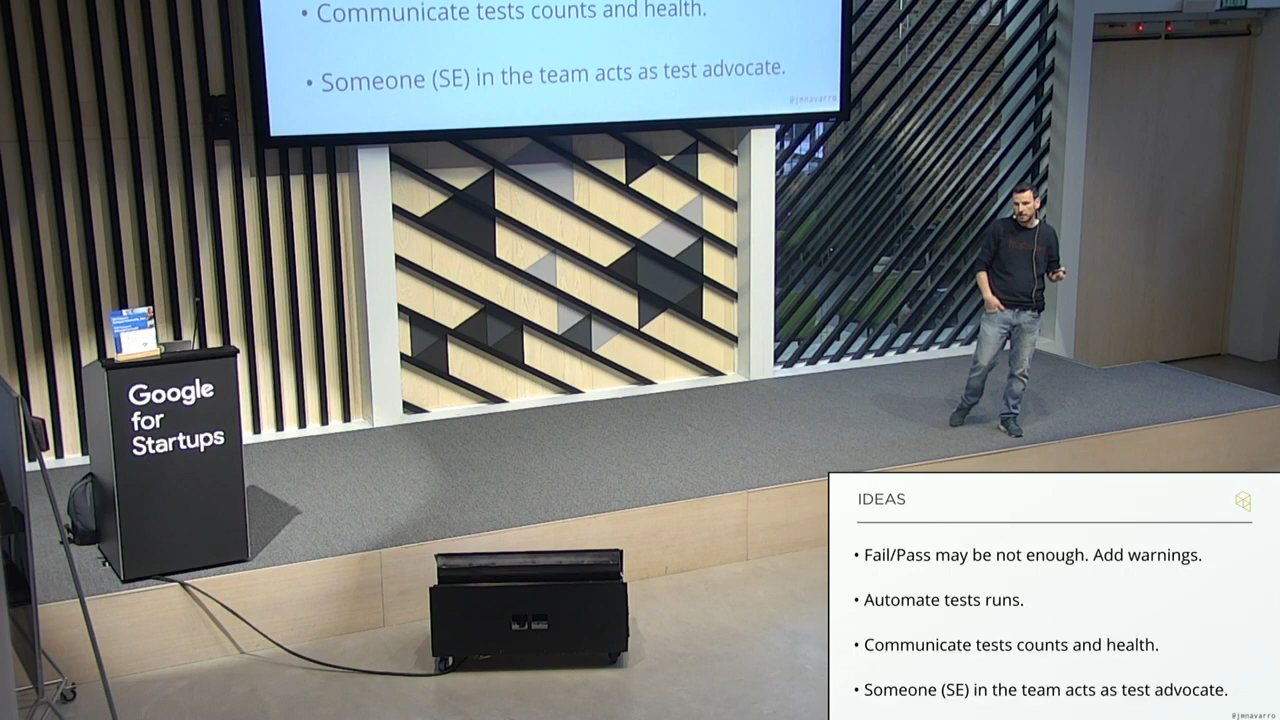 • Communicate tests counts and health.
• Someone (SE) in the team acts as test advocate.
@jmnavarro
Google
for
Startups
IDEAS
• Fail/Pass may be not enough. Add warnings.
• Automate tests runs.
• Communicate tests counts and health.
• Someone (SE) in the team acts as test advocate.
@jmnavarro